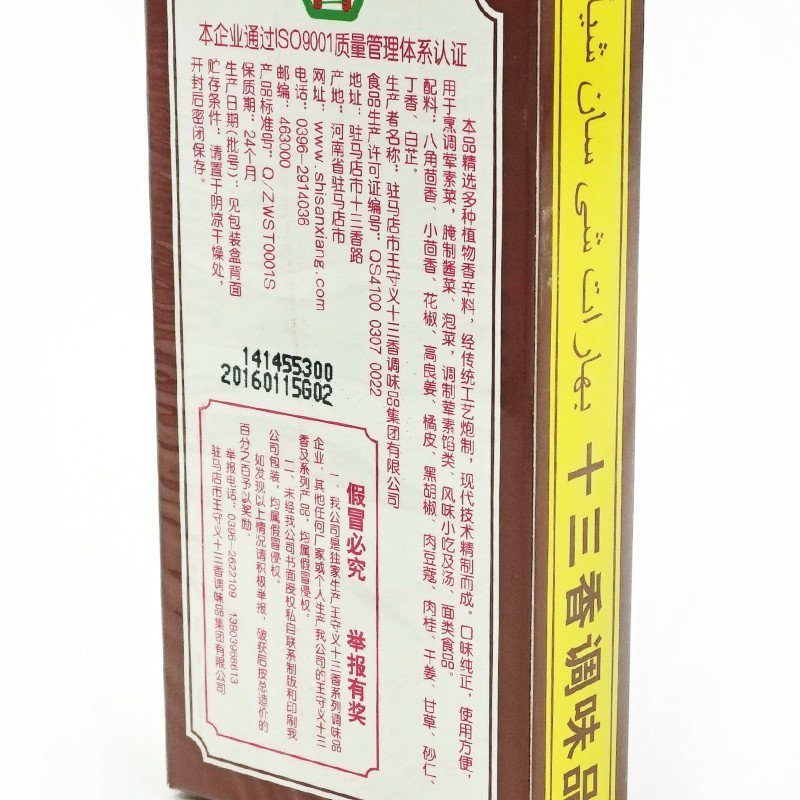 本企业通过ISO9001质量管理体系认证
本品精选多种植物香辛料，经传统工艺炮制，现代技术精制而成。口味纯正，使用方便，
用于烹调荤素菜，腌制酱菜、泡菜，调制荤素馅类、风味小吃及汤、面类食品。
配料：八角茴香、小茴香、花椒、高良姜、橘皮、黑胡椒、肉豆蔻、肉桂、干姜、甘草、砂仁、
丁香、白芷。
生产者名称：驻马店市王守义十三香调味品集团有限公司
食品生产许可证编号：QS4100 0307 0022
地址：驻马店市十三香路
产地：河南省驻马店市
网址：www.shisanxiang.com
电话：0396-2914036
邮编：463000
产品标准号：Q/ZWST0001S
保质期：24个月
生产日期(批号)：见包装盒背面
贮存条件：请置于阴凉干燥处，
开封后密闭保存。
141455300
20160115G02
假冒必究 举报有奖
一、我公司是独家生产王守义十三香系列调味品
企业，其他任何厂家或个人生产我公司的王守义十三
香及系列产品，均属假冒侵权。
二、未经我公司书面授权私自联系制版和印刷我
公司包装，均属假冒侵权。
如发现以上情况请积极举报，破获后按总造价的
百分之百予以奖励。
举报电话：0396-2622109 13803968613
驻马店市王守义十三香调味品集团有限公司
بهارات شى سان شيا
十三香调味品